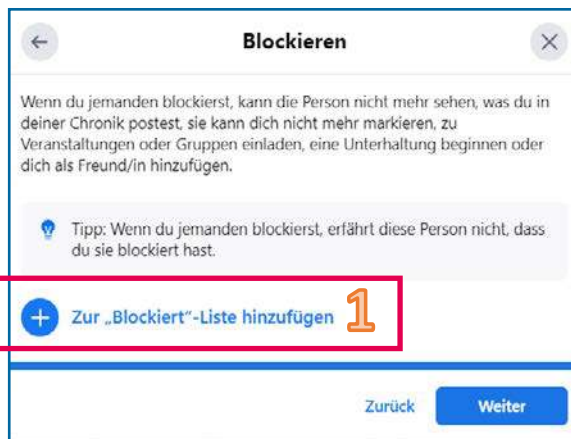 Blockieren
Wenn du jemanden blockierst, kann die Person nicht mehr sehen, was du in
deiner Chronik postest, sie kann dich nicht mehr markieren, zu
Veranstaltungen oder Gruppen einladen, eine Unterhaltung beginnen oder
dich als Freund/in hinzufügen.
Tipp: Wenn du jemanden blockierst, erfährt diese Person nicht, dass
du sie blockiert hast.
Zur „Blockiert"-Liste hinzufügen 1
Zurück Weiter